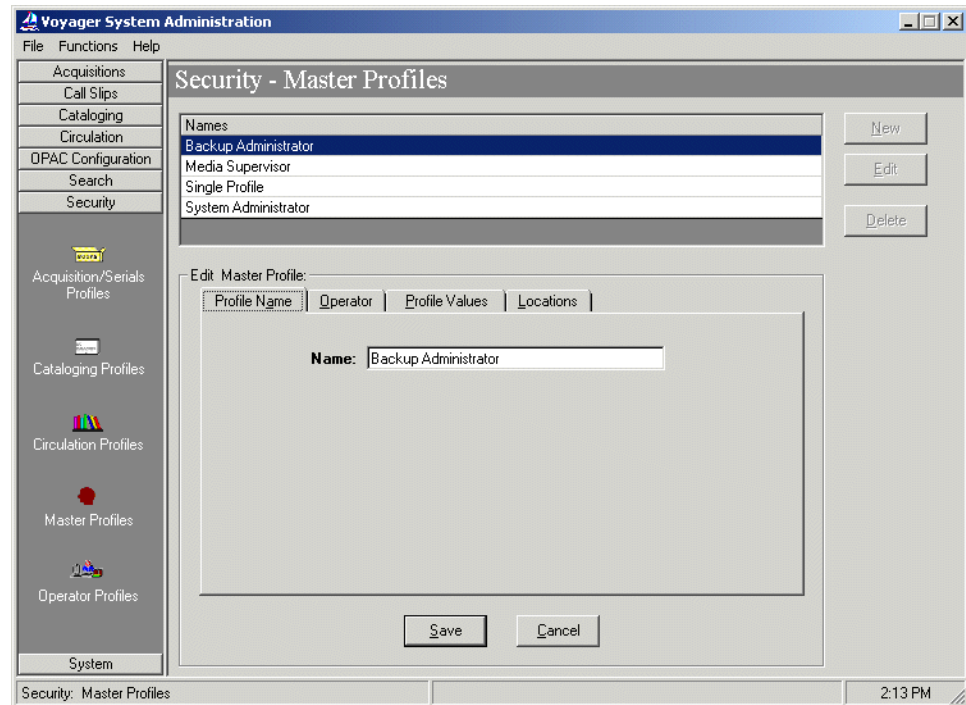 Voyager System Administration
File Functions Help
Acquisitions
Call Slips
Cataloging
Circulation
OPAC Configuration
Search
Security
Acquisition/Serials
Profiles
Cataloging Profiles
Circulation Profiles
Master Profiles
Operator Profiles
System
Security - Master Profiles
Names
Backup Administrator
Media Supervisor
Single Profile
System Administrator
New
Edit
Delete
Edit Master Profile:
Profile Name Operator Profile Values Locations
Name: Backup Administrator
Save Cancel
Security: Master Profiles 2:13 PM